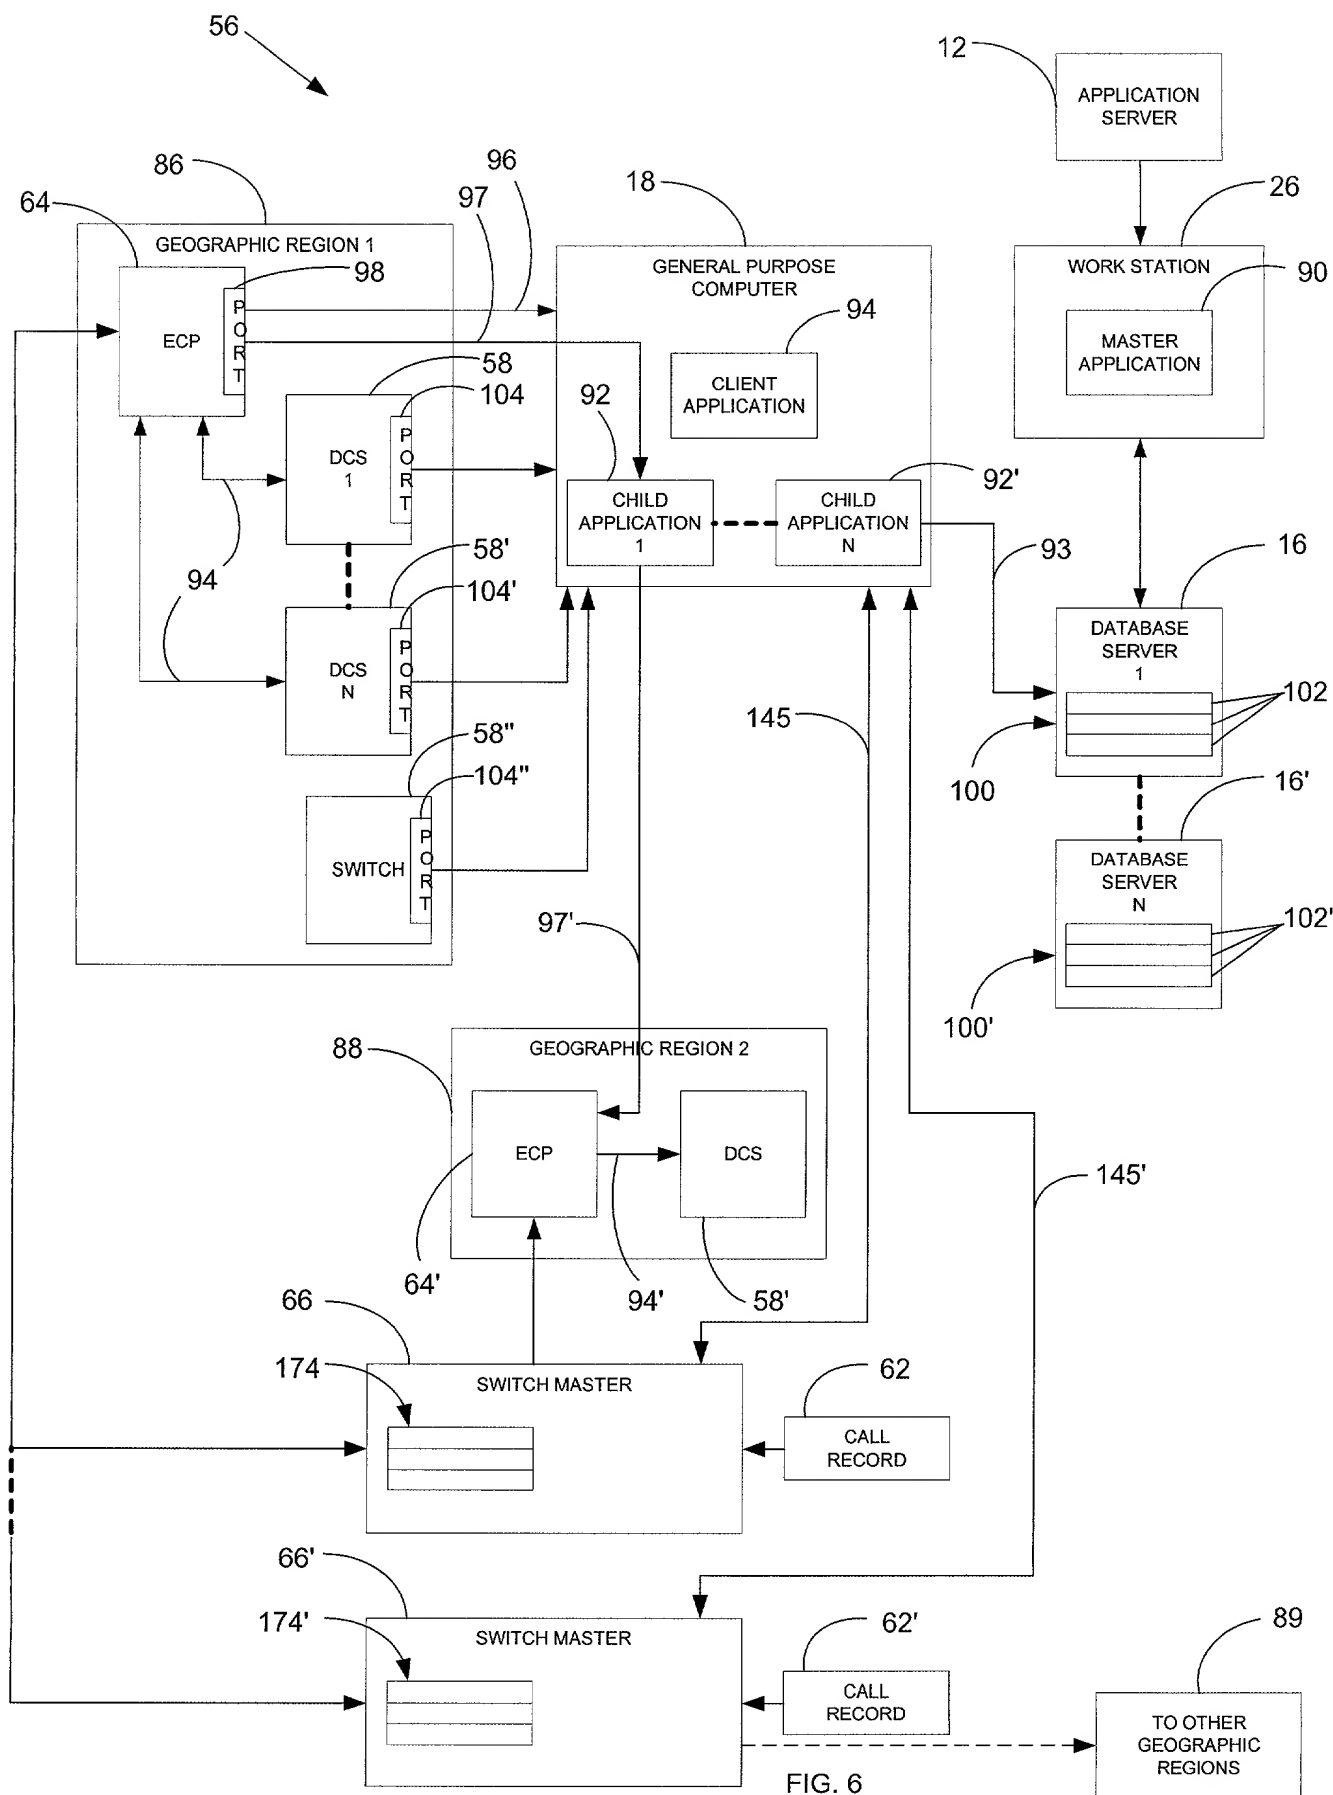 56
12
APPLICATION
SERVER
86
96
64
97
18
26
GEOGRAPHIC REGION 1
98
GENERAL PURPOSE
COMPUTER
WORK STATION
90
PORT
ECP
94
MASTER
APPLICATION
58
104
CLIENT
APPLICATION
92
DCS
1
PORT
92'
CHILD
APPLICATION
1
CHILD
APPLICATION
N
93
16
58'
94
104'
DATABASE
SERVER
1
DCS
N
PORT
102
145
58"
104"
100
16'
SWITCH
PORT
DATABASE
SERVER
N
97'
102'
100'
88
GEOGRAPHIC REGION 2
ECP
DCS
145'
64'
94'
58'
66
174
SWITCH MASTER
62
CALL
RECORD
66'
174'
SWITCH MASTER
62'
89
CALL
RECORD
TO OTHER
GEOGRAPHIC
REGIONS
FIG. 6